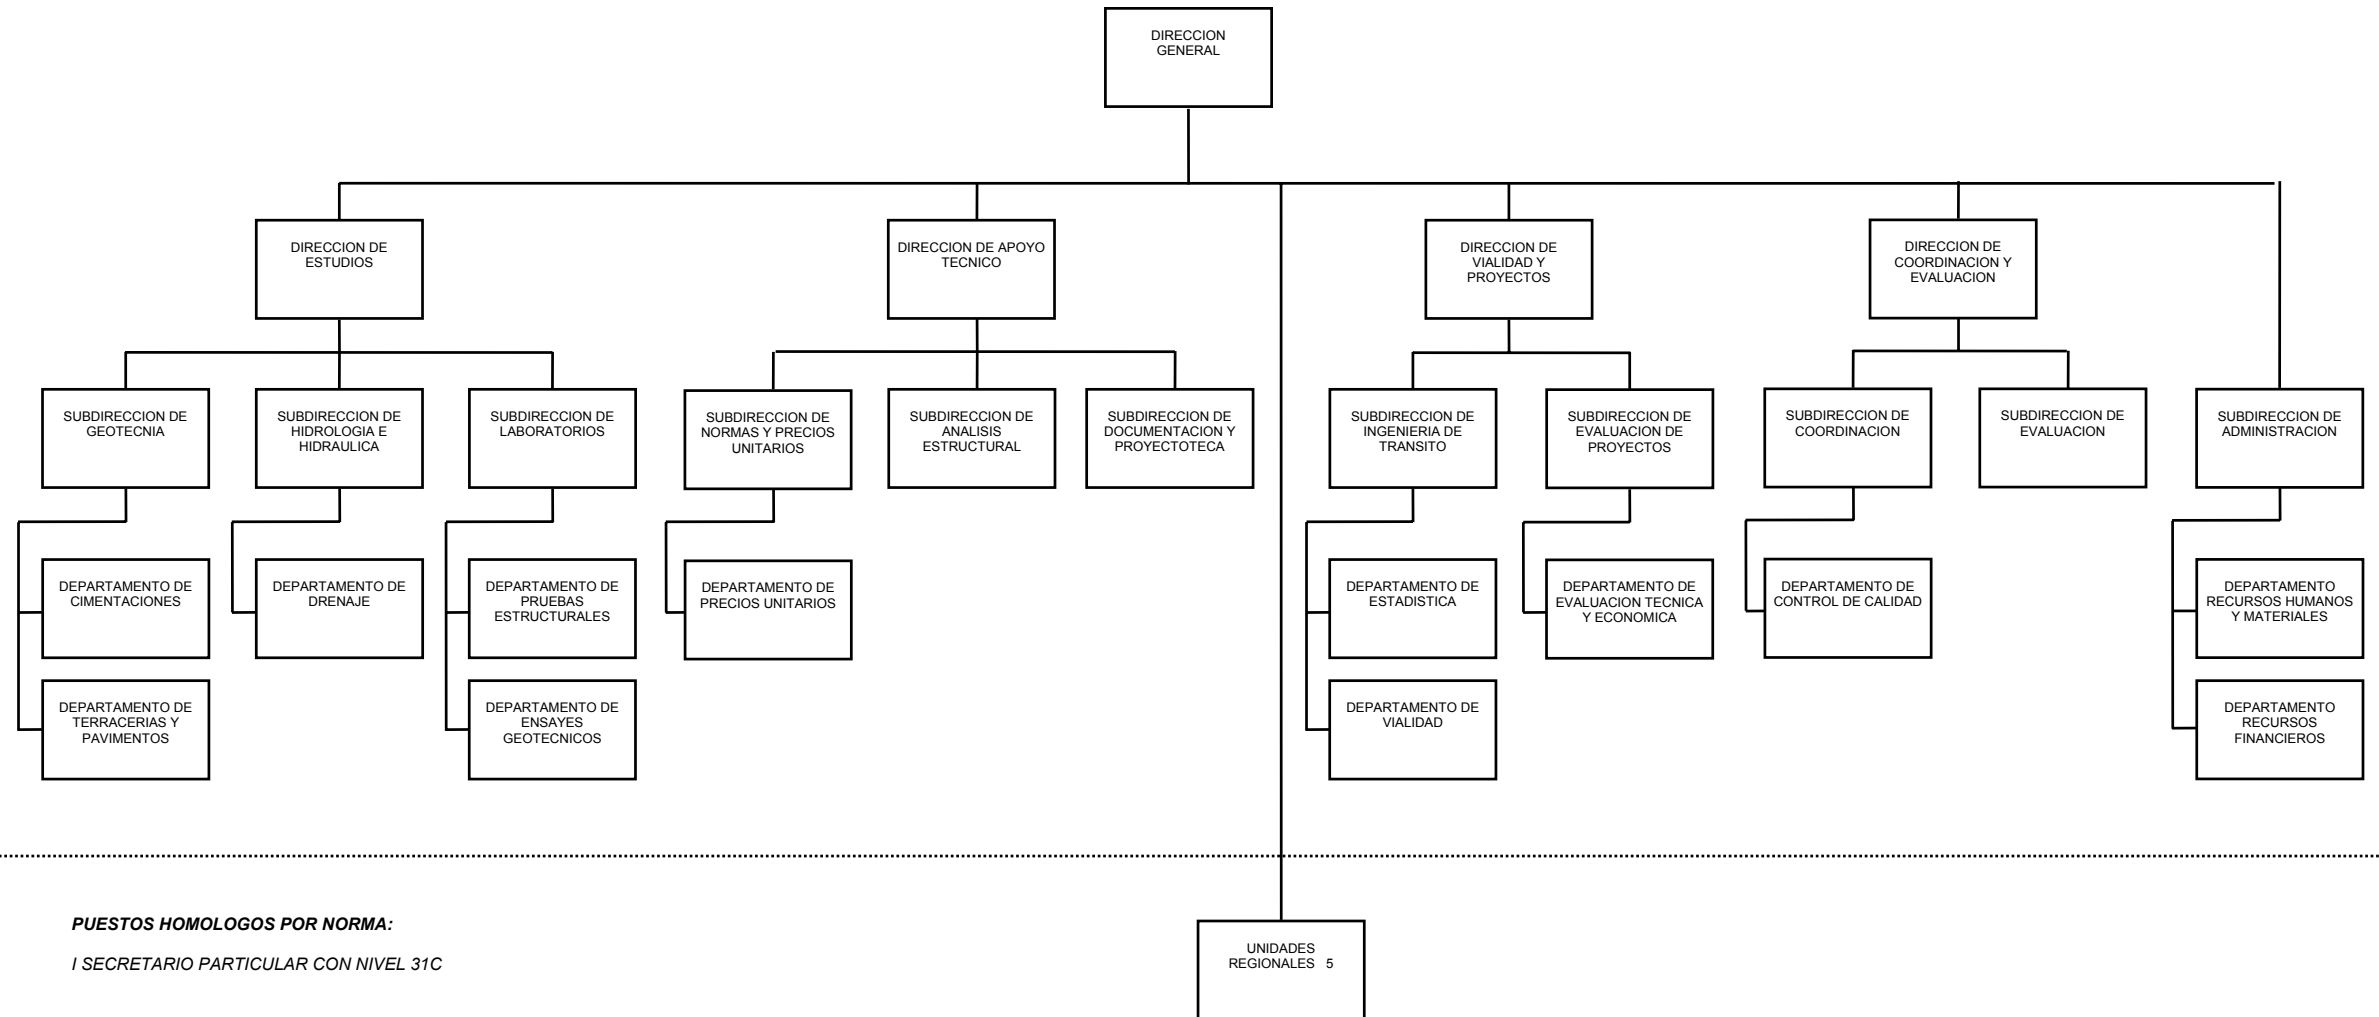 DIRECCION
GENERAL
DIRECCION DE
ESTUDIOS
DIRECCION DE APOYO
TECNICO
DIRECCION DE
VIALIDAD Y
PROYECTOS
DIRECCION DE
COORDINACION Y
EVALUACION
SUBDIRECCION DE
GEOTECNIA
SUBDIRECCION DE
HIDROLOGIA E
HIDRAULICA
SUBDIRECCION DE
LABORATORIOS
SUBDIRECCION DE
NORMAS Y PRECIOS
UNITARIOS
SUBDIRECCION DE
ANALISIS
ESTRUCTURAL
SUBDIRECCION DE
DOCUMENTACION Y
PROYECTOTECA
SUBDIRECCION DE
INGENIERIA DE
TRANSITO
SUBDIRECCION DE
EVALUACION DE
PROYECTOS
SUBDIRECCION DE
COORDINACION
SUBDIRECCION DE
EVALUACION
SUBDIRECCION DE
ADMINISTRACION
DEPARTAMENTO DE
CIMENTACIONES
DEPARTAMENTO DE
DRENAJE
DEPARTAMENTO DE
PRUEBAS
ESTRUCTURALES
DEPARTAMENTO DE
PRECIOS UNITARIOS
DEPARTAMENTO DE
ESTADISTICA
DEPARTAMENTO DE
EVALUACION TECNICA
Y ECONOMICA
DEPARTAMENTO DE
CONTROL DE CALIDAD
DEPARTAMENTO
RECURSOS HUMANOS
Y MATERIALES
DEPARTAMENTO DE
TERRACERIAS Y
PAVIMENTOS
DEPARTAMENTO DE
ENSAYES
GEOTECNICOS
DEPARTAMENTO DE
VIALIDAD
DEPARTAMENTO
RECURSOS
FINANCIEROS
PUESTOS HOMOLOGOS POR NORMA:
I SECRETARIO PARTICULAR CON NIVEL 31C
UNIDADES
REGIONALES 5